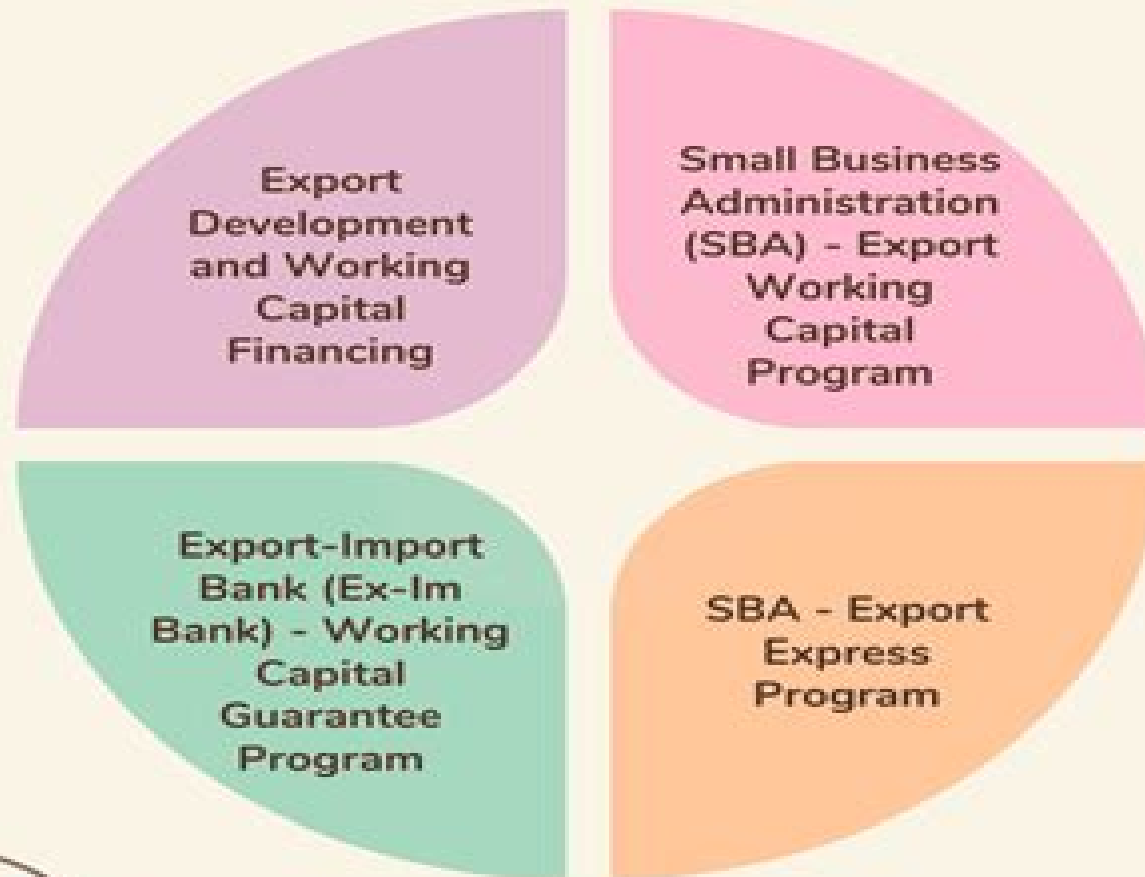 Export
Development
and Working
Capital
Financing
Small Business
Administration
(SBA) - Export
Working
Capital
Program
Export-Import
Bank (Ex-Im
Bank) - Working
Capital
Guarantee
Program
SBA - Export
Express
Program